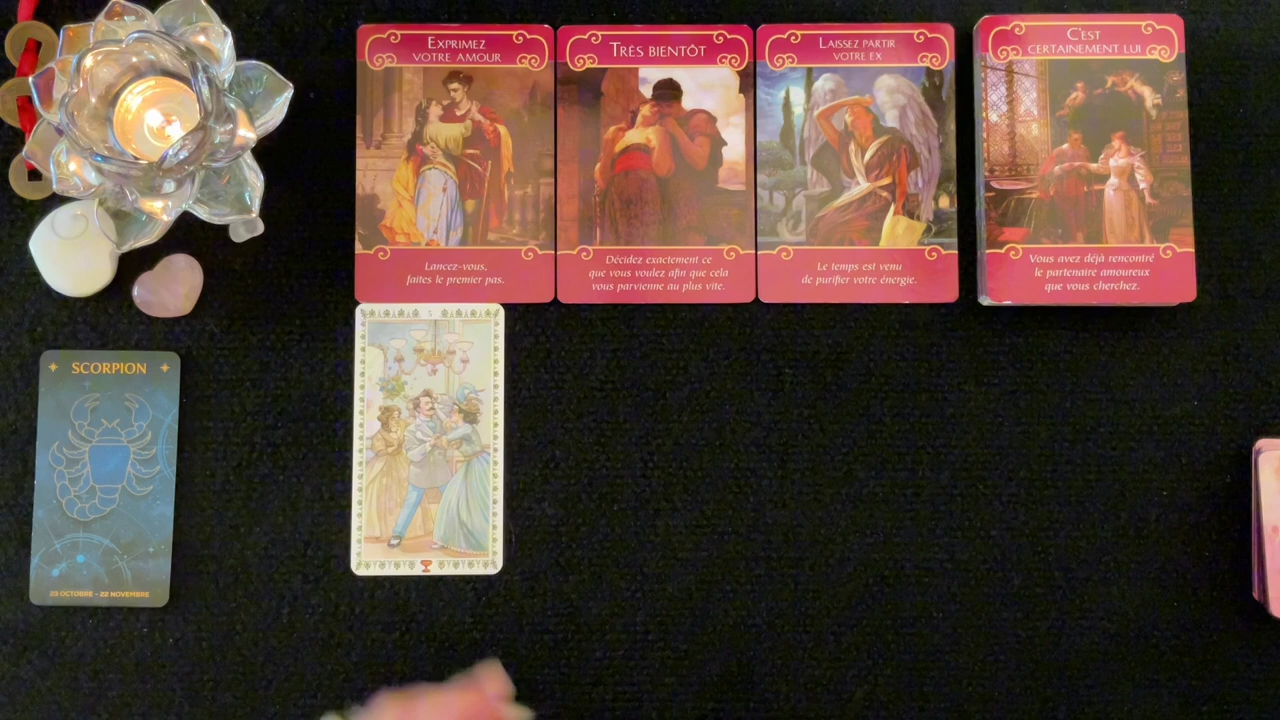 EXPRIMEZ
VOTRE AMOUR
Lancez-vous,
faites le premier pas.
TRÈS BIENTÔT
Décidez exactement ce
que vous voulez afin que cela
vous parvienne au plus vite.
LAISSEZ PARTIR
VOTRE EX
Le temps est venu
de purifier votre énergie.
C'EST
CERTAINEMENT LUI
Vous avez déjà rencontré
le partenaire amoureux
que vous cherchez.
SCORPION
23 OCTOBRE - 22 NOVEMBRE
5